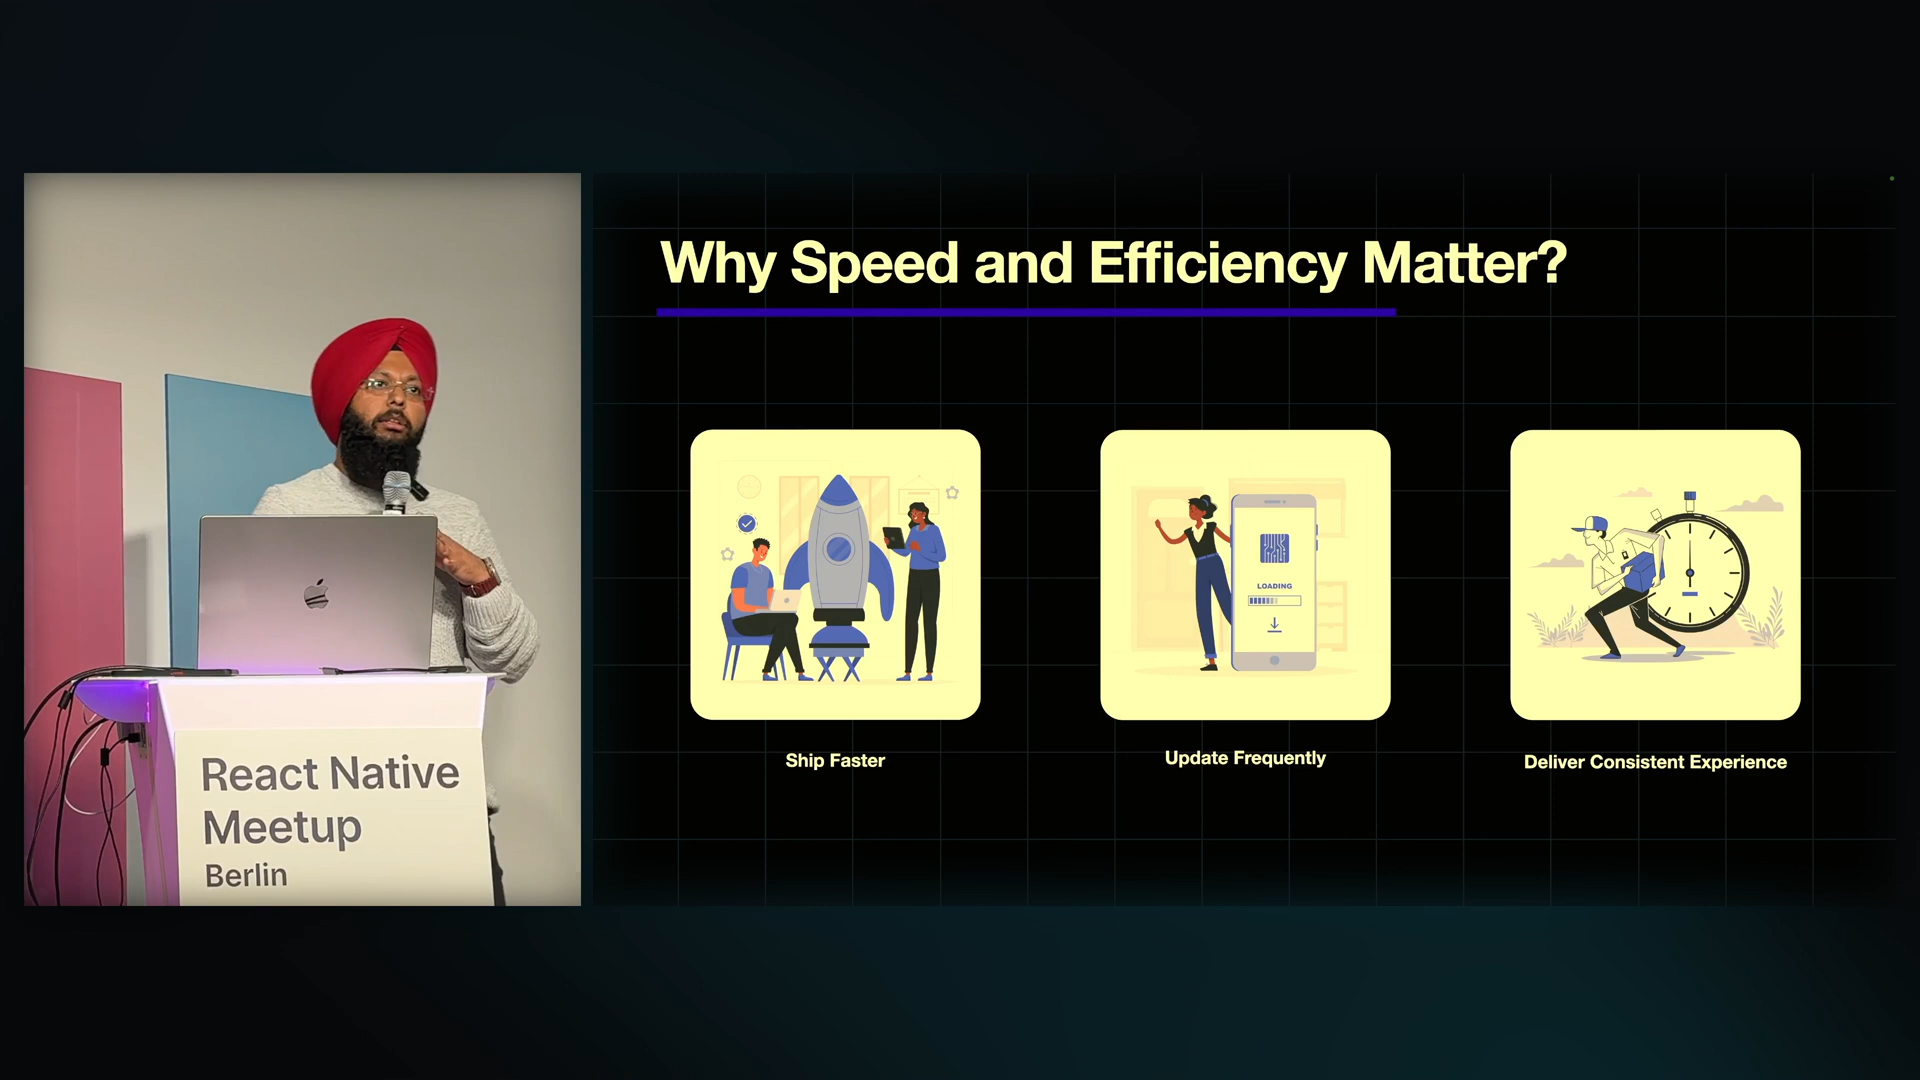 Why Speed and Efficiency Matter?
LOADING
Ship Faster
Update Frequently
Deliver Consistent Experience
React Native
Meetup
Berlin